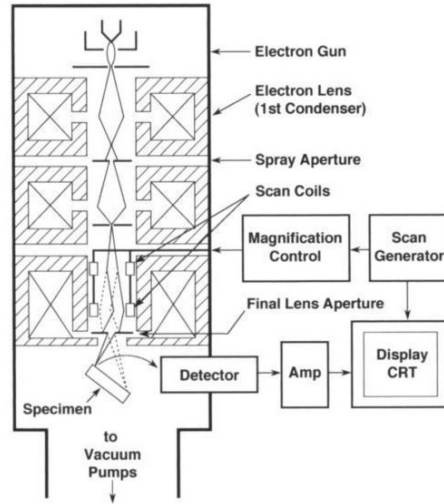 Electron Gun
Electron Lens
(1st Condenser)
Spray Aperture
Scan Coils
Magnification
Control
Scan
Generator
Final Lens Aperture
Detector
Amp
Display
CRT
Specimen
to
Vacuum
Pumps